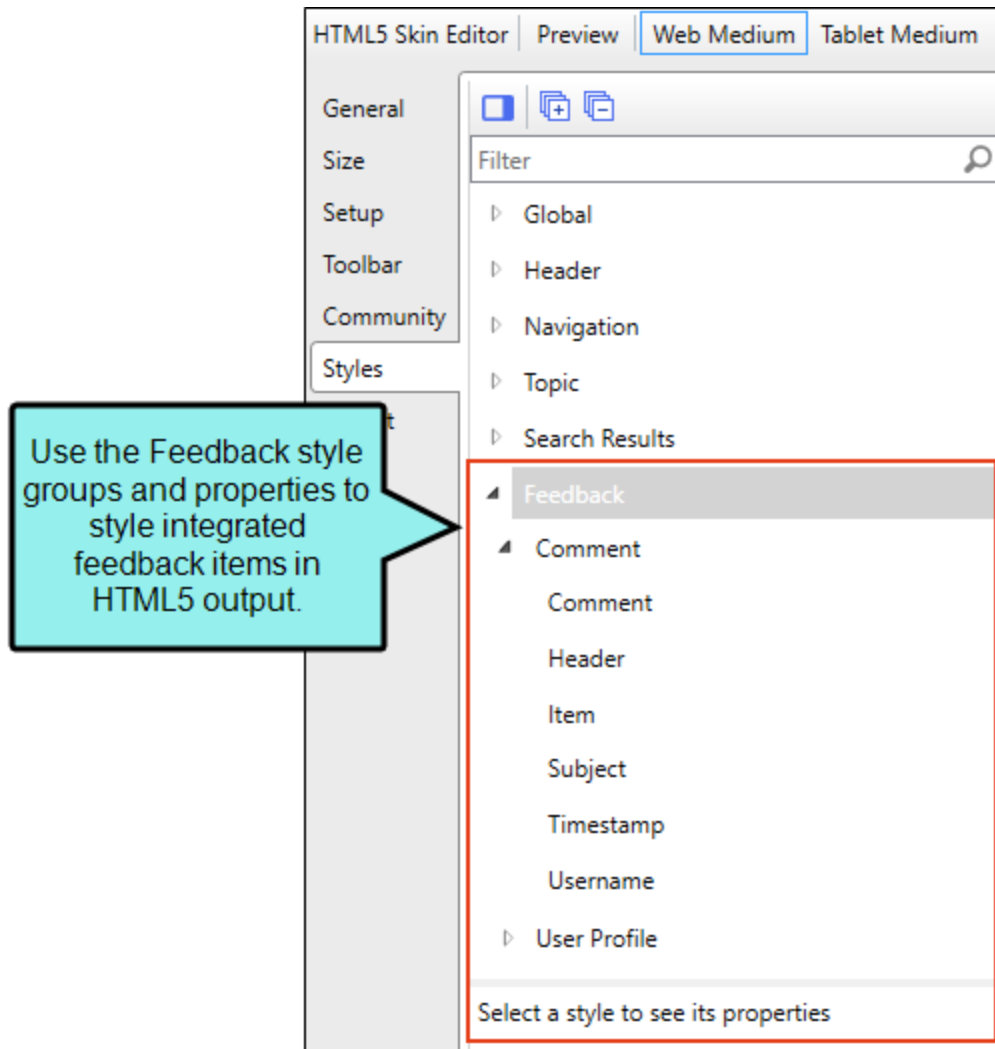 HTML5 Skin Editor Preview Web Medium Tablet Medium
General
Size
Setup
Toolbar
Community
Styles
Filter
Global
Header
Navigation
Topic
Search Results
Feedback
Comment
Comment
Header
Item
Subject
Timestamp
Username
User Profile
Select a style to see its properties
Use the Feedback style
groups and properties to
style integrated
feedback items in
HTML5 output.